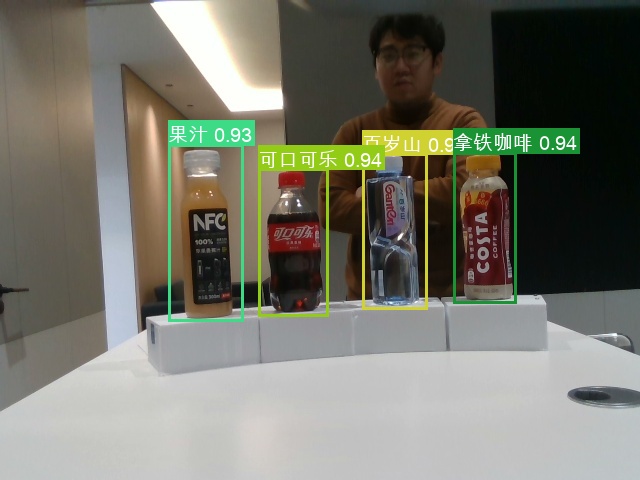 果汁 0.93
可口可乐 0.94
百岁山 0.9
拿铁咖啡 0.94
NFC
100%
可口可乐
Ganten
COSTA
COFFEE